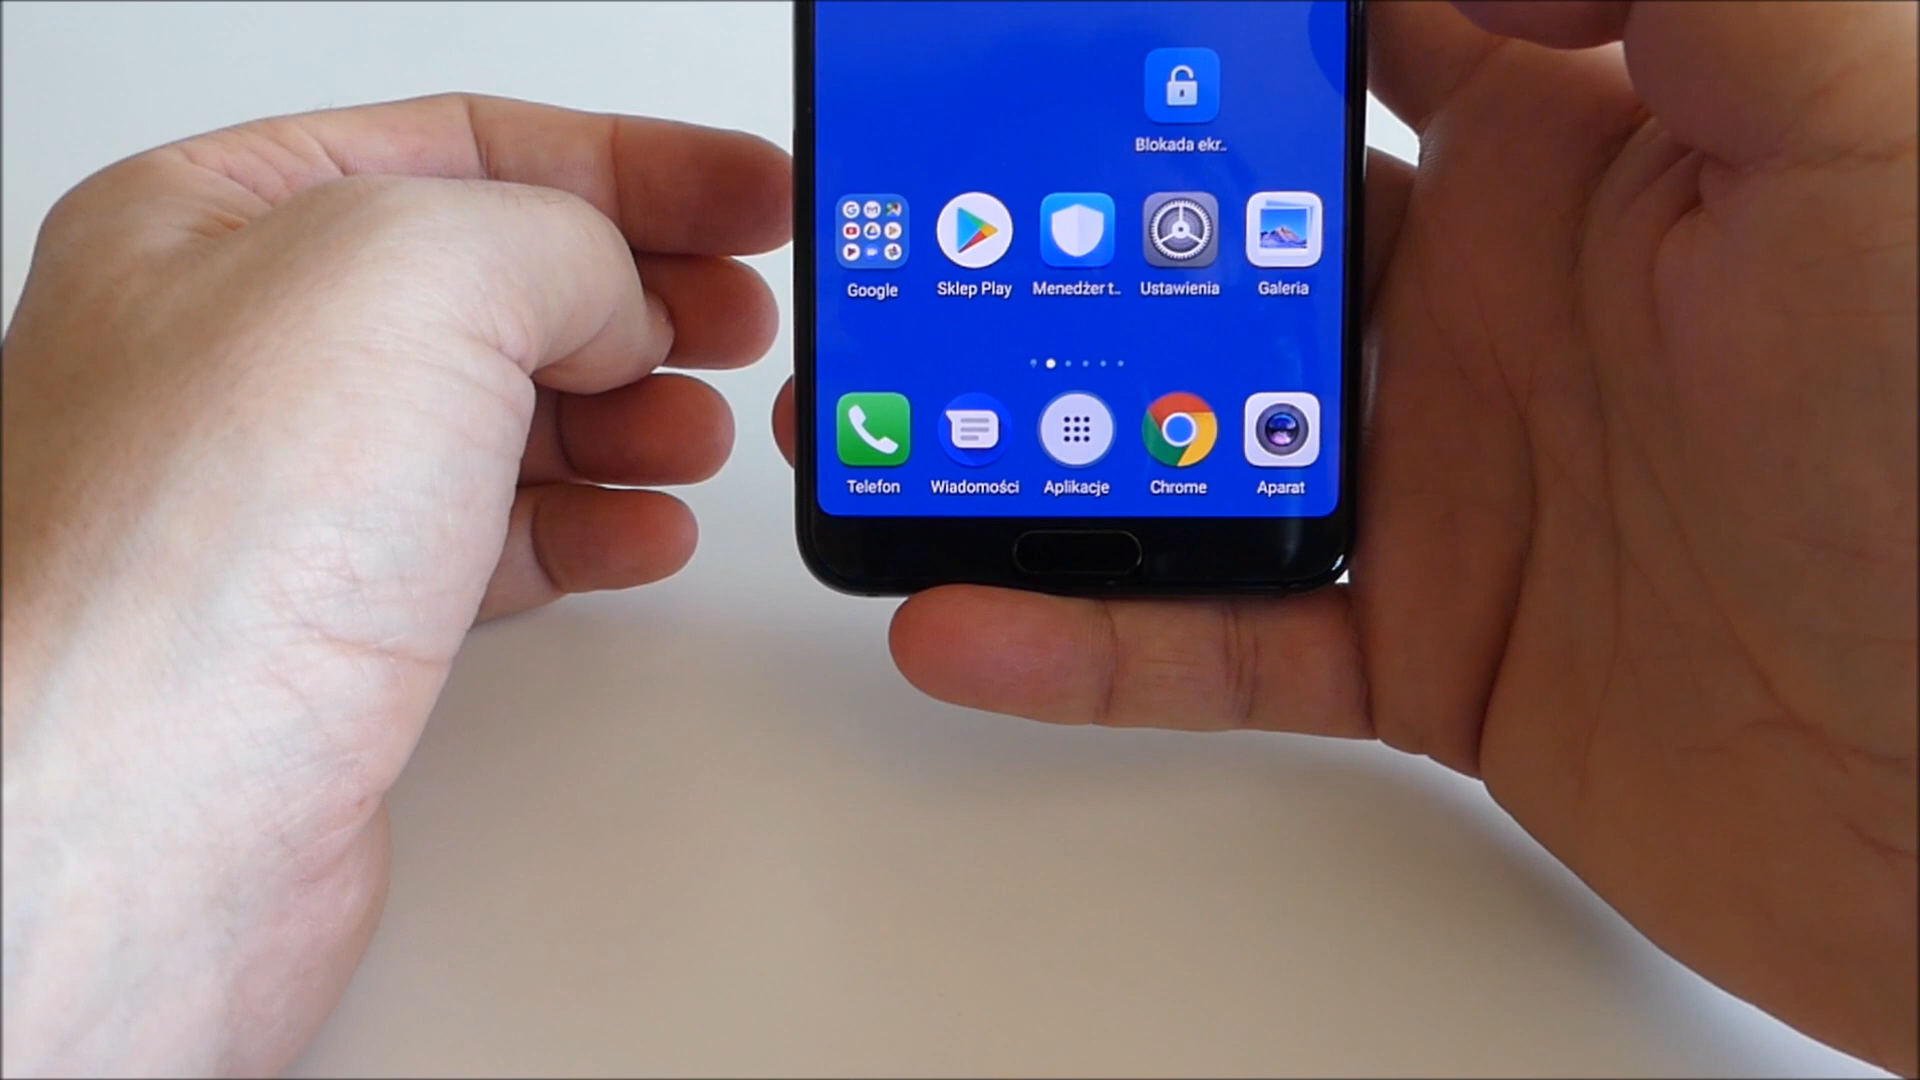 Blokada ekr..
Google
Sklep Play
Menedżer t..
Ustawienia
Galeria
Telefon
Wiadomości
Aplikacje
Chrome
Aparat